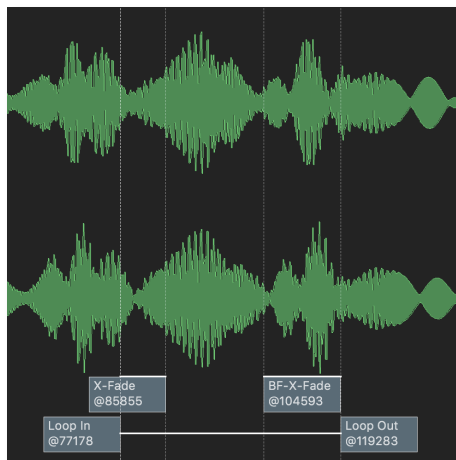 X-Fade
@85855
BF-X-Fade
@104593
Loop In
@77178
Loop Out
@119283